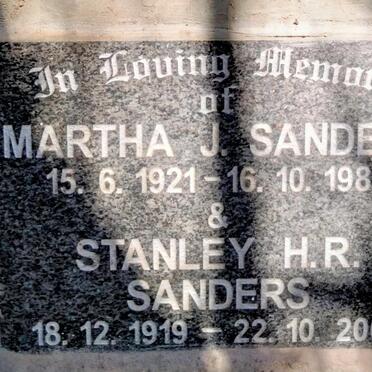 In Loving Memo
of
MARTHA J. SANDE
15. 6. 1921 – 16. 10. 198
&
STANLEY H.R.
SANDERS
18. 12. 1919 – 22. 10. 20